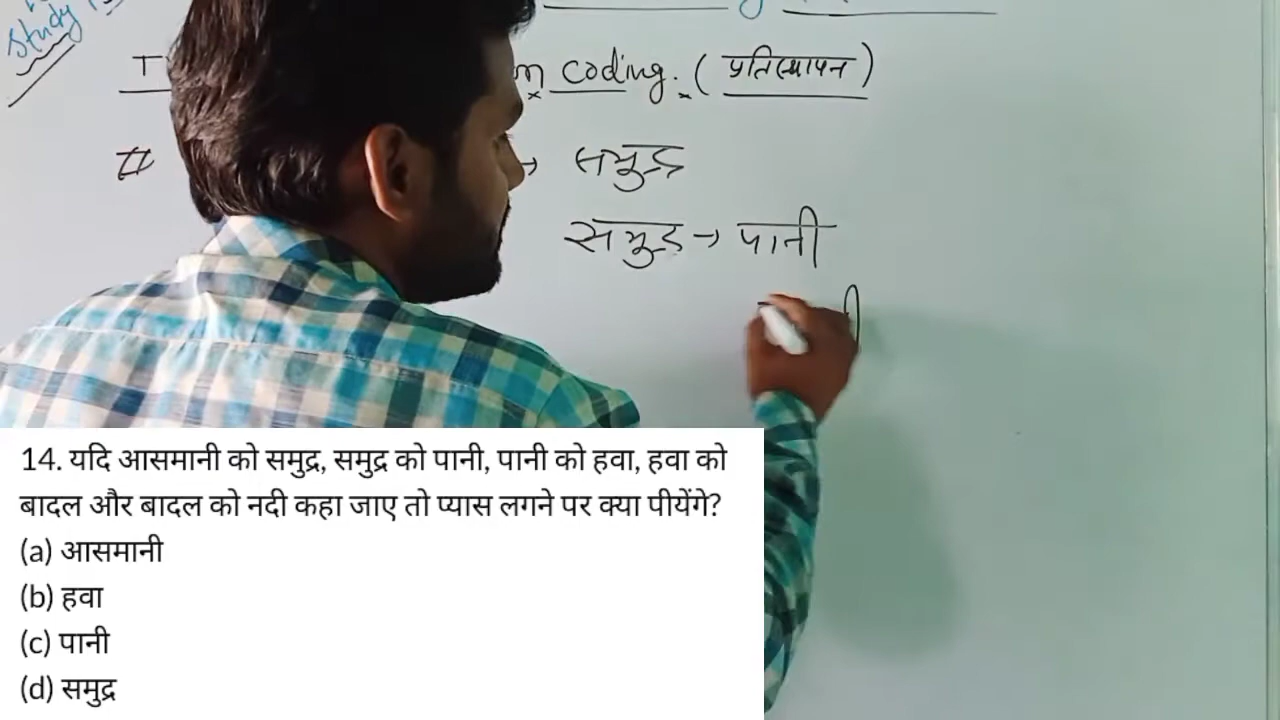 study
coding. (प्रतिस्थापन)
# → समुद्र
समुद्र → पानी
14. यदि आसमानी को समुद्र, समुद्र को पानी, पानी को हवा, हवा को
बादल और बादल को नदी कहा जाए तो प्यास लगने पर क्या पीयेंगे?
(a) आसमानी
(b) हवा
(c) पानी
(d) समुद्र